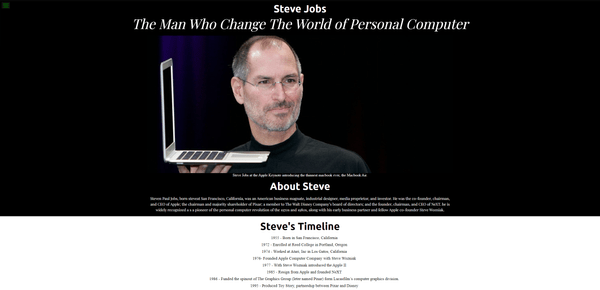 Steve Jobs
The Man Who Change The World of Personal Computer
Steve Jobs at the Apple Keynote introducing the thinnest macbook ever, the Macbook Air.
About Steve
Steven Paul Jobs, born steved San Francisco, California, was an American business magnate, industrial designer, media proprietor, and investor. He was the co-founder, chairman,
and CEO of Apple; the chairman and majority shareholder of Pixar; a member to The Walt Disney Company's board of directors; and the founder, chairman, and CEO of NeXT. he is
widely recognized a s a pioneer of the personal computer revolution of the 1970s and 1980s, along with his early business partner and fellow Apple co-founder Steve Wozniak.
Steve's Timeline
1955 - Born in San Francisco, California
1972 - Enrolled at Reed College in Portland, Oregon
1974 - Worked at Atari, Inc in Los Gatos, California
1976- Founded Apple Computer Company with Steve Wozniak
1977 - With Steve Wozniak introduced the Apple II
1985 - Resign from Apple and founded NeXT
1986 - Funded the spinout of The Graphics Group (later named Pixar) from Lucasfilm's computer graphics division
1995 - Produced Toy Story, partnership between Pixar and Disney